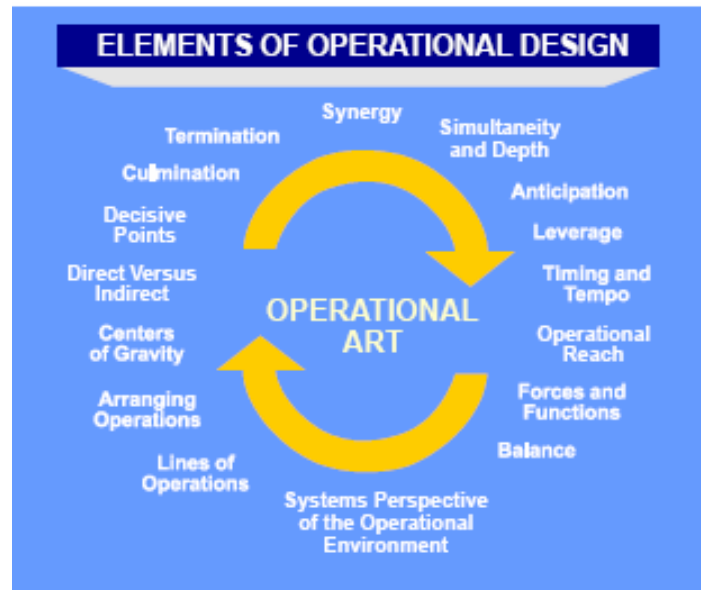 ELEMENTS OF OPERATIONAL DESIGN
Synergy
Simultaneity
and Depth
Anticipation
Leverage
Timing and
Tempo
Operational
Reach
Forces and
Functions
Balance
Systems Perspective
of the Operational
Environment
Lines of
Operations
Arranging
Operations
Centers
of Gravity
Direct Versus
Indirect
Decisive
Points
Culmination
Termination
OPERATIONAL
ART